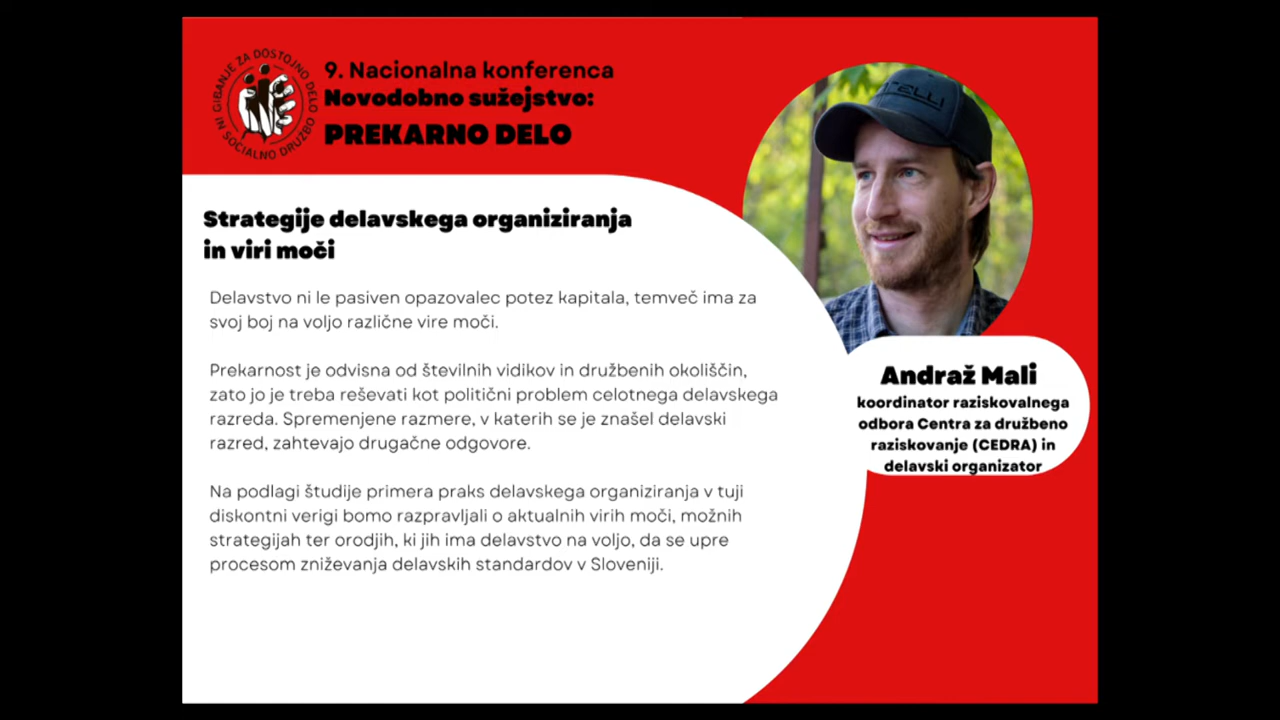 GIBANJE ZA DOSTOJNO DELO
IN SOCIALNO DRUŽBO
9. Nacionalna konferenca
Novodobno sužejstvo:
PREKARNO DELO
Strategije delavskega organiziranja
in viri moči
Delavstvo ni le pasiven opazovalec potez kapitala, temveč ima za
svoj boj na voljo različne vire moči.
Prekarnost je odvisna od številnih vidikov in družbenih okoliščin,
zato jo je treba reševati kot politični problem celotnega delavskega
razreda. Spremenjene razmere, v katerih se je znašel delavski
razred, zahtevajo drugačne odgovore.
Na podlagi študije primera praks delavskega organiziranja v tuji
diskontni verigi bomo razpravljali o aktualnih virih moči, možnih
strategijah ter orodjih, ki jih ima delavstvo na voljo, da se upre
procesom zniževanja delavskih standardov v Sloveniji.
Andraž Mali
koordinator raziskovalnega
odbora Centra za družbeno
raziskovanje (CEDRA) in
delavski organizator